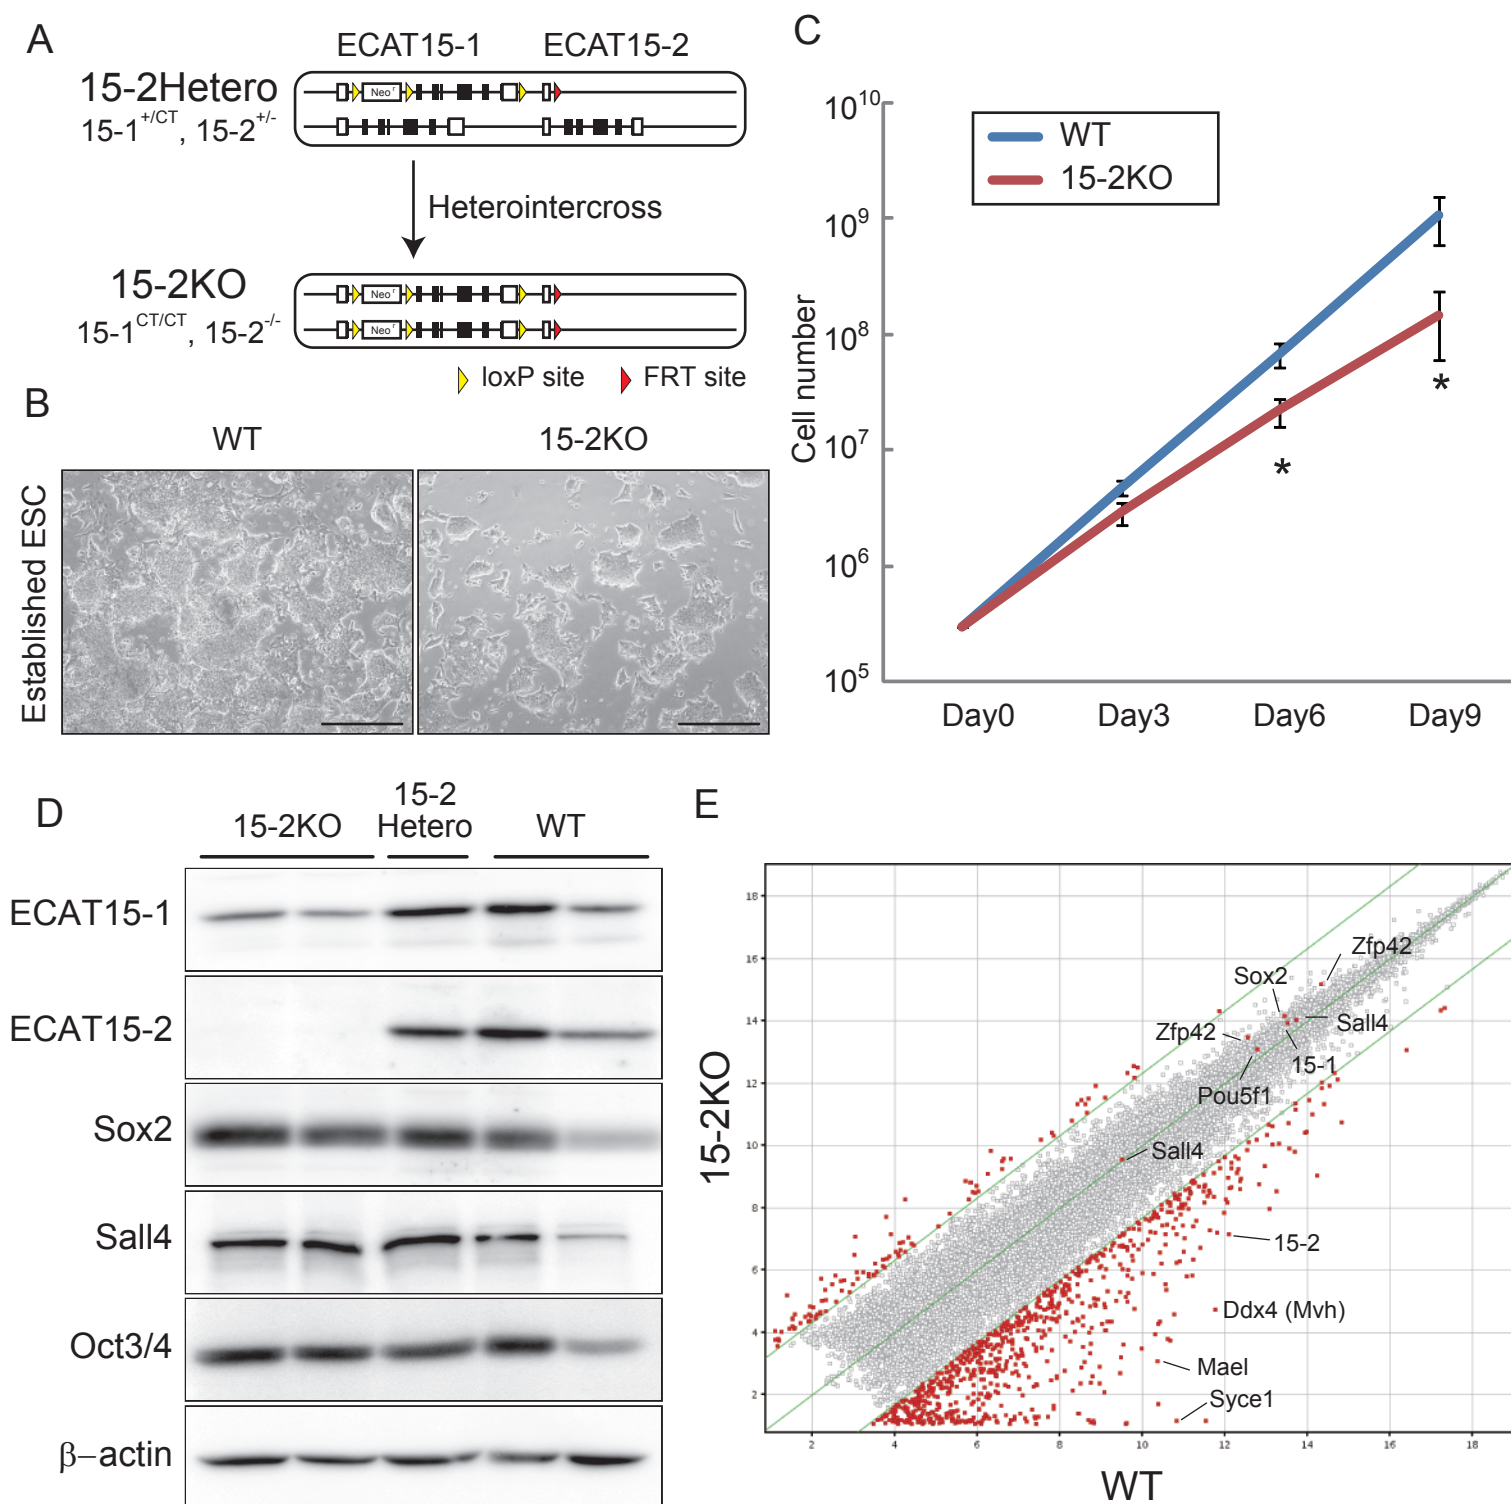 A
ECAT15-1 ECAT15-2
15-2Hetero
15-1+/CT, 15-2+/-
Neo r
Heterointercross
15-2KO
15-1CT/CT, 15-2-/-
Neo r
Neo r
loxP site FRT site
B
WT 15-2KO
Established ESC
C
WT
15-2KO
Cell number
10^10
10^9
10^8
10^7
10^6
10^5
*
*
Day0 Day3 Day6 Day9
D
15-2KO 15-2 Hetero WT
ECAT15-1
ECAT15-2
Sox2
Sall4
Oct3/4
β−actin
E
15-2KO
18
16
14
12
10
8
6
4
2
Zfp42
Sox2
Sall4
Zfp42
15-1
Pou5f1
Sall4
15-2
Ddx4 (Mvh)
Mael
Syce1
2 4 6 8 10 12 14 16 18
WT